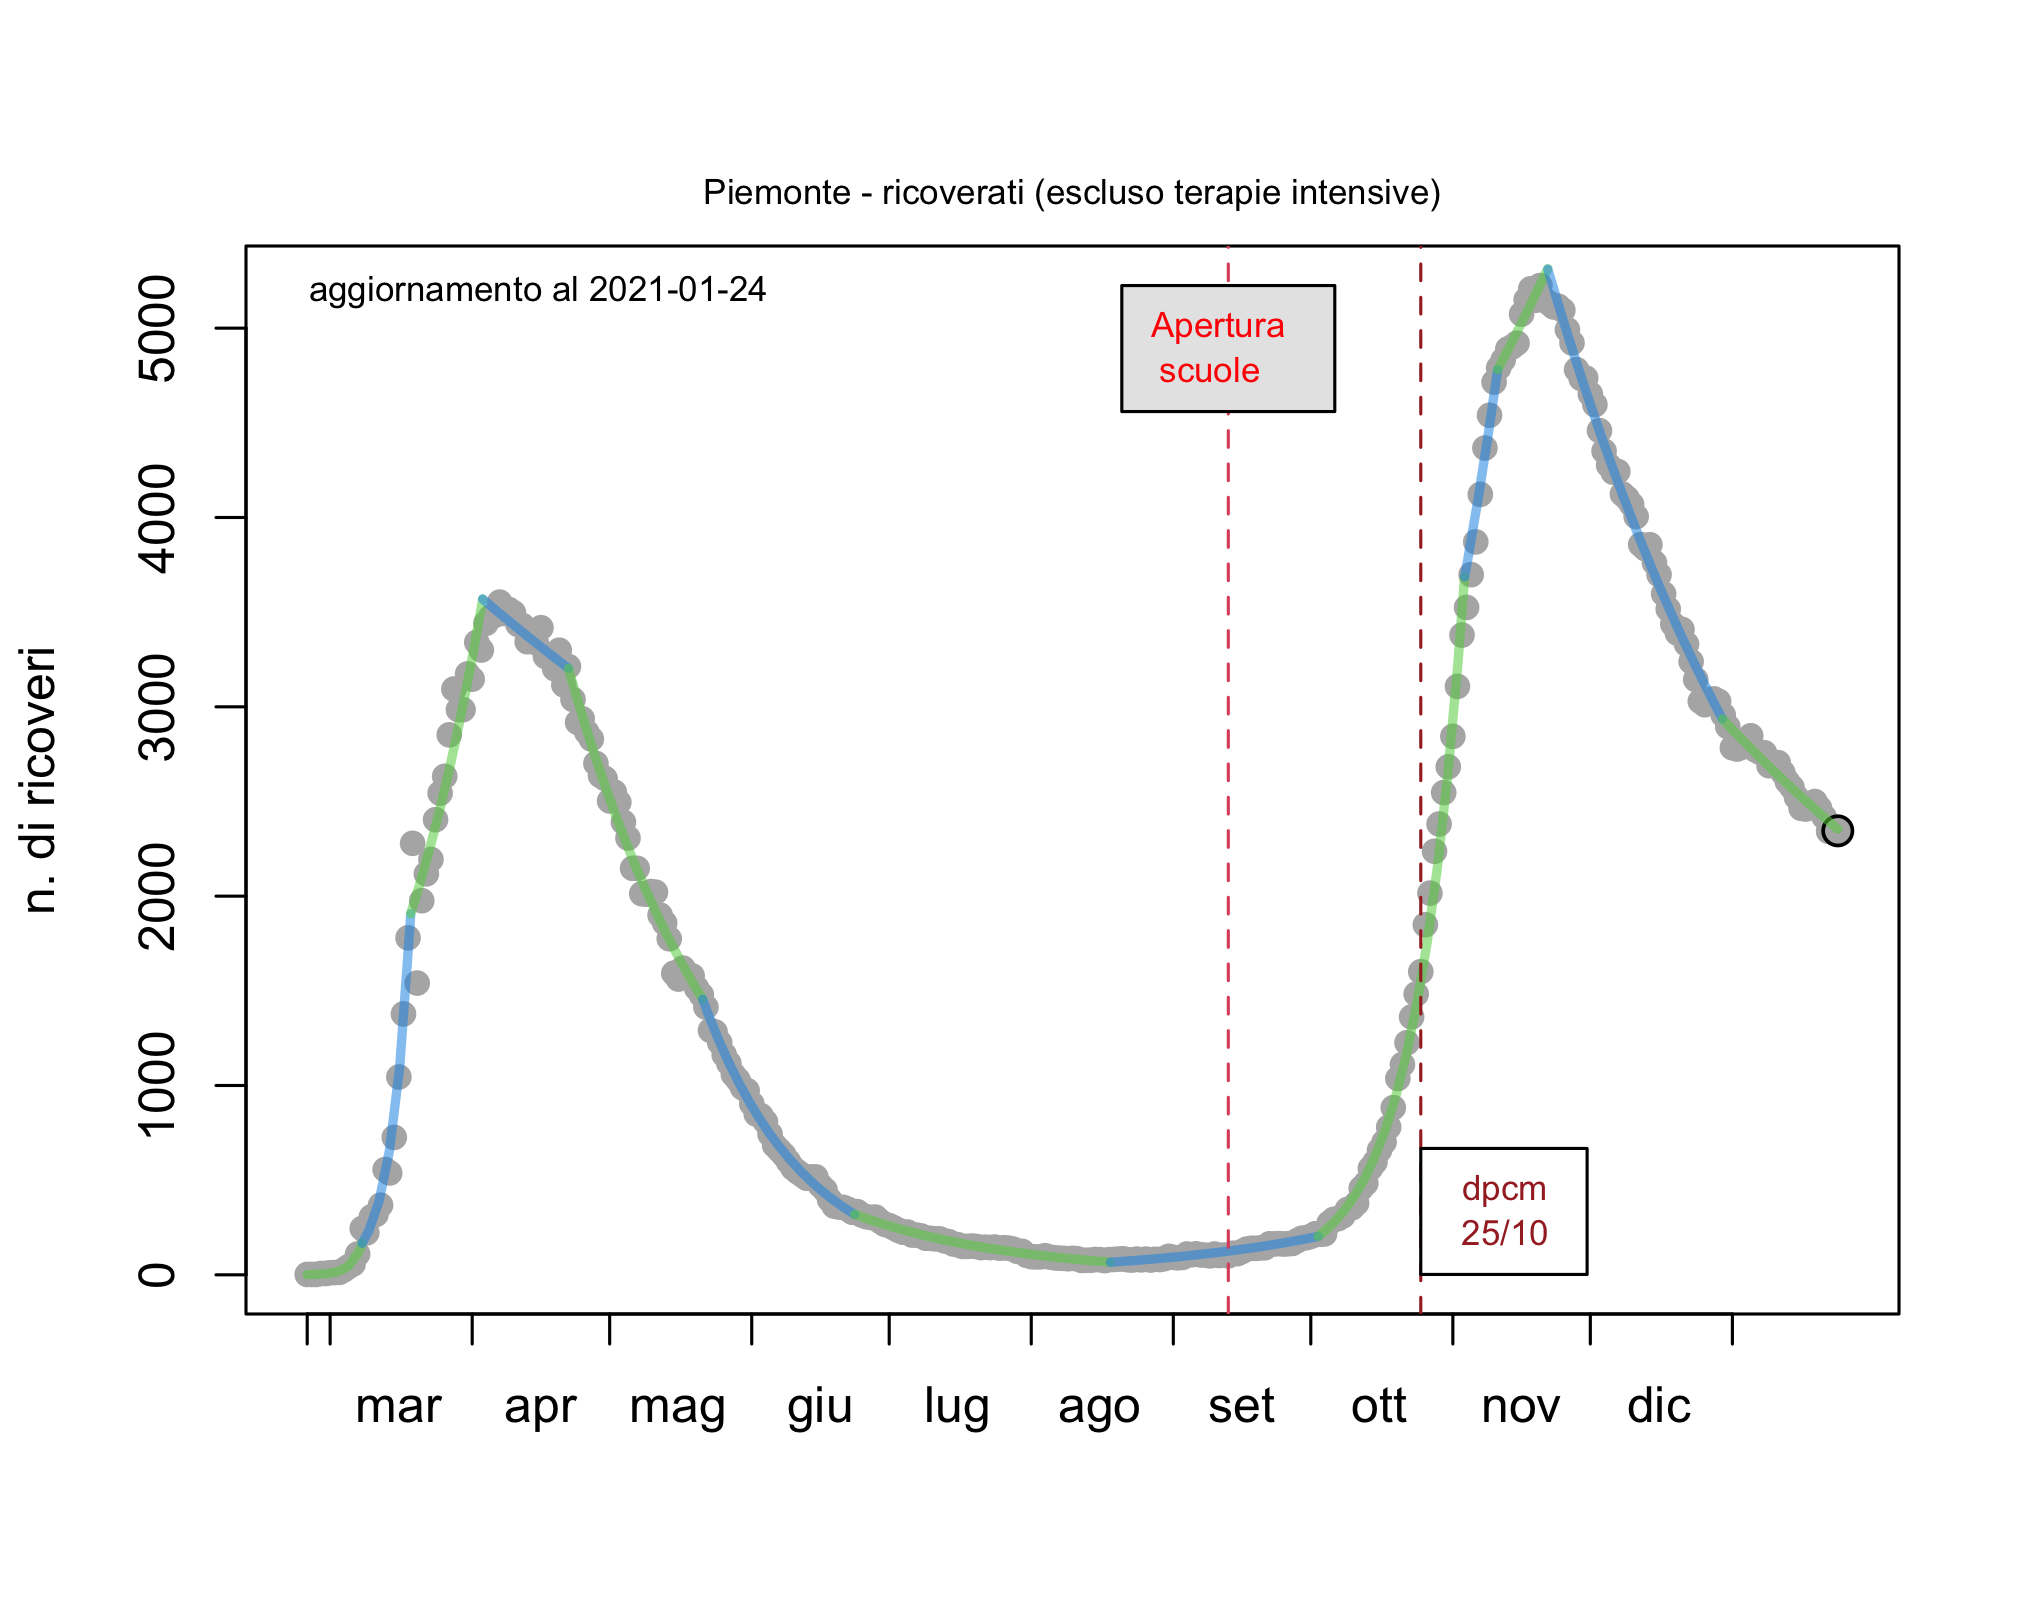 Piemonte - ricoverati (escluso terapie intensive)
aggiornamento al 2021-01-24
Apertura
scuole
dpcm
25/10
n. di ricoveri
5000
4000
3000
2000
1000
0
mar apr mag giu lug ago set ott nov dic